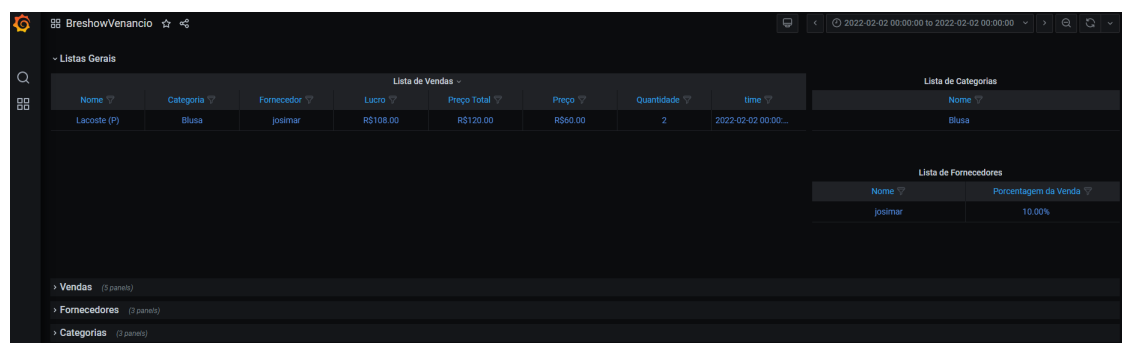 BreshowVenancio
2022-02-02 00:00:00 to 2022-02-02 00:00:00
Listas Gerais
Lista de Vendas
Nome Categoria Fornecedor Lucro Preço Total Preço Quantidade time
Lacoste (P) Blusa josimar R$108.00 R$120.00 R$60.00 2 2022-02-02 00:00:...
Lista de Categorias
Nome
Blusa
Lista de Fornecedores
Nome Porcentagem da Venda
josimar 10.00%
Vendas (5 panels)
Fornecedores (3 panels)
Categorias (3 panels)